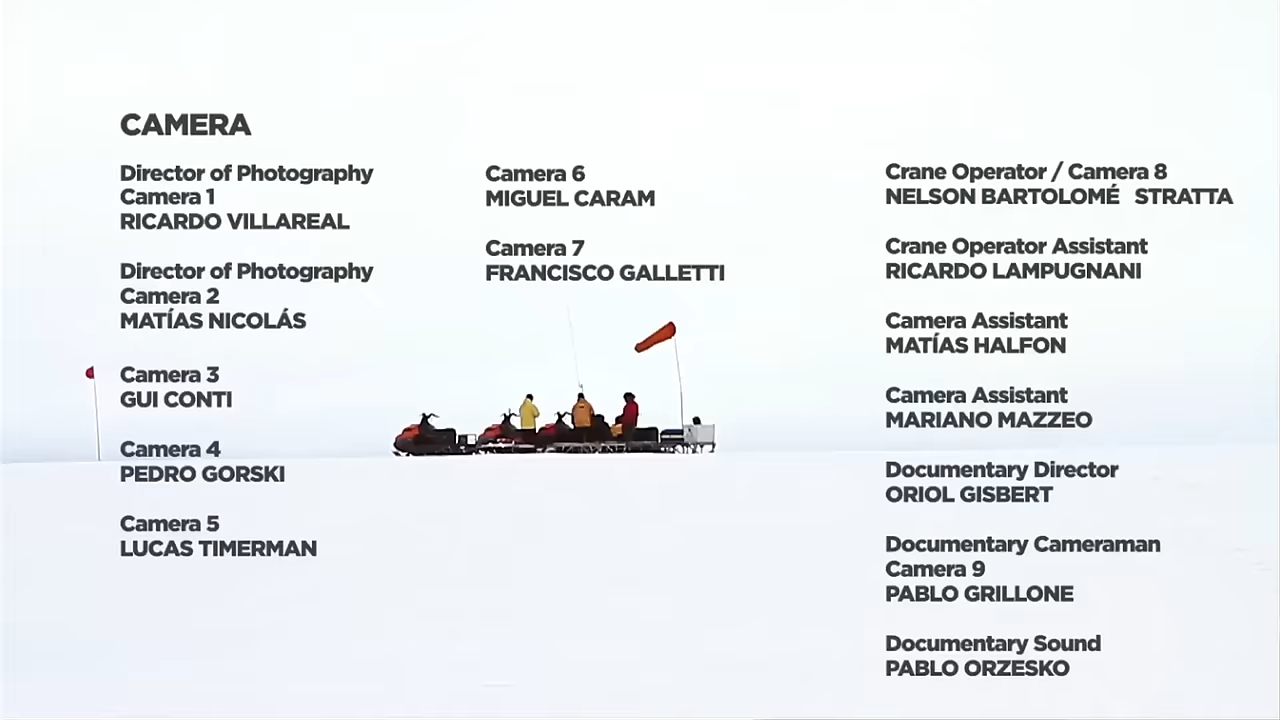 CAMERA
Director of Photography
Camera 1
RICARDO VILLAREAL
Director of Photography
Camera 2
MATÍAS NICOLÁS
Camera 3
GUI CONTI
Camera 4
PEDRO GORSKI
Camera 5
LUCAS TIMERMAN
Camera 6
MIGUEL CARAM
Camera 7
FRANCISCO GALLETTI
Crane Operator / Camera 8
NELSON BARTOLOMÉ STRATTA
Crane Operator Assistant
RICARDO LAMPUGNANI
Camera Assistant
MATÍAS HALFON
Camera Assistant
MARIANO MAZZEO
Documentary Director
ORIOL GISBERT
Documentary Cameraman
Camera 9
PABLO GRILLONE
Documentary Sound
PABLO ORZESKO